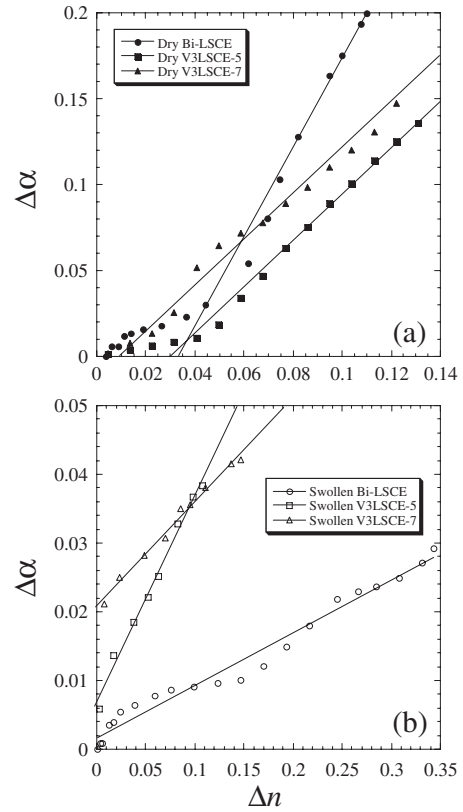 0.2
Dry Bi-LSCE
Dry V3LSCE-5
Dry V3LSCE-7
0.15
Δα
0.1
0.05
(a)
0
0 0.02 0.04 0.06 0.08 0.1 0.12 0.14
0.05
0.04
Swollen Bi-LSCE
Swollen V3LSCE-5
Swollen V3LSCE-7
0.03
Δα
0.02
0.01
(b)
0
0 0.05 0.1 0.15 0.2 0.25 0.3 0.35
Δn